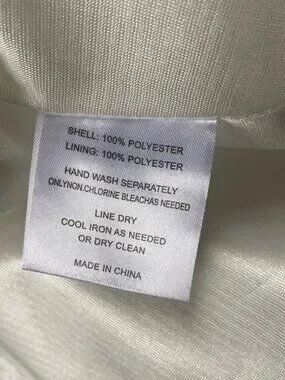 SHELL: 100% POLYESTER
LINING: 100% POLYESTER
HAND WASH SEPARATELY
ONLYNON.CHLORINE BLEACHAS NEEDED
LINE DRY
COOL IRON AS NEEDED
OR DRY CLEAN
MADE IN CHINA